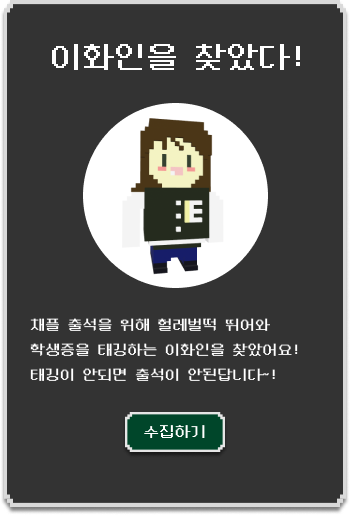 이화인을 찾았다!
E
채플 출석을 위해 헐레벌떡 뛰어와
학생증을 태깅하는 이화인을 찾았어요!
태깅이 안되면 출석이 안된답니다~!
수집하기